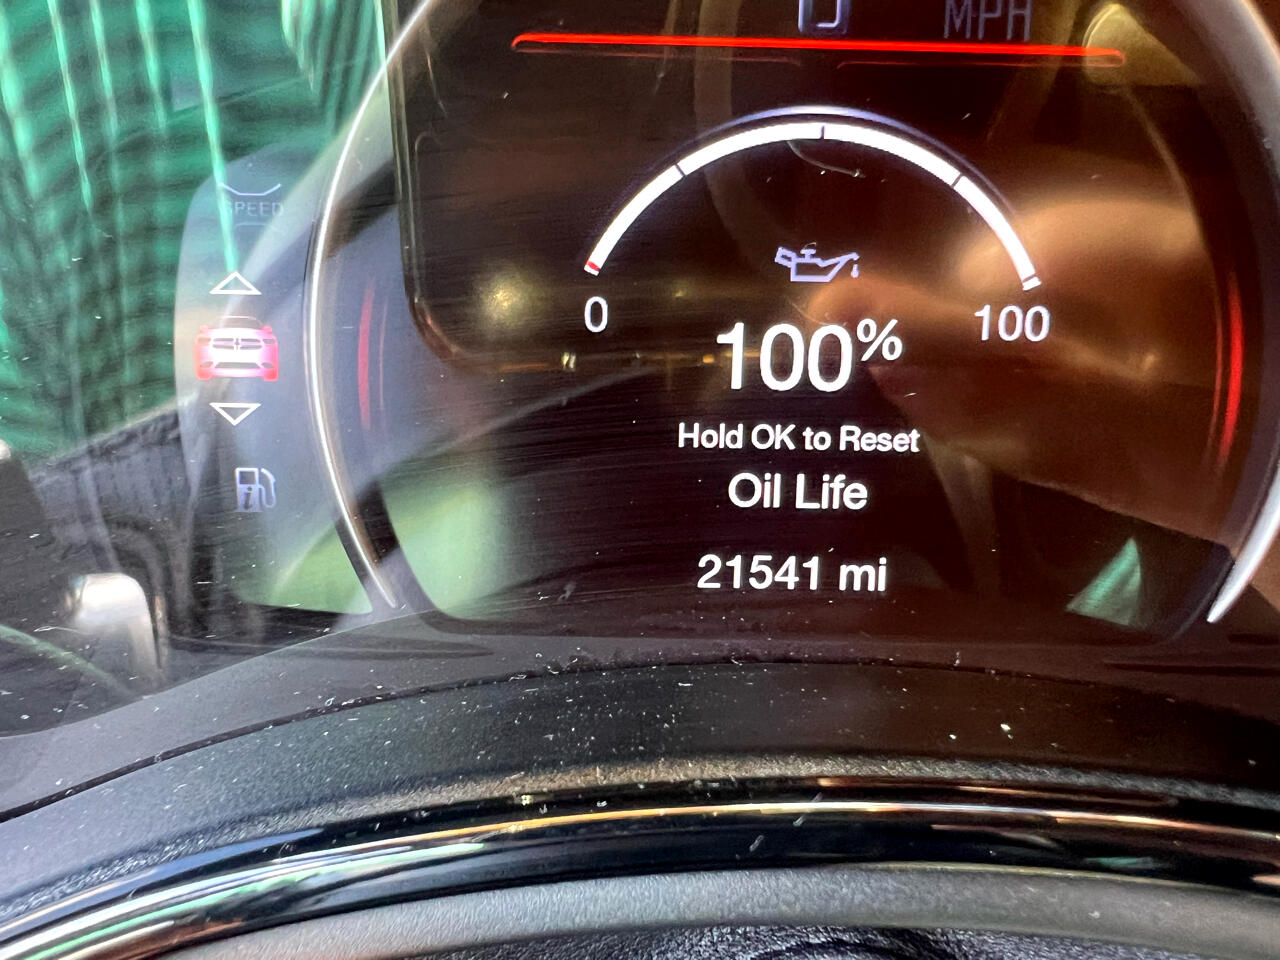 MPH
SPEED
0
100
100%
Hold OK to Reset
Oil Life
21541 mi